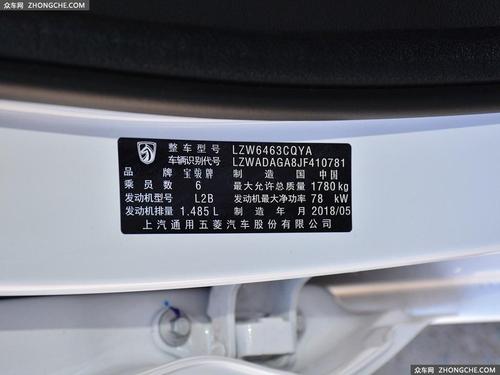 众车网 ZHONGCHE.COM
整车型号 LZW6463CQYA
车辆识别代号 LZWADAGA8JF410781
品牌 宝骏牌 制造国 中国
乘员数 6 最大允许总质量 1780 kg
发动机型号 L2B 发动机最大净功率 78 kW
发动机排量 1.485 L 制造年月 2018/05
上汽通用五菱汽车股份有限公司
众车网 ZHONGCHE.COM